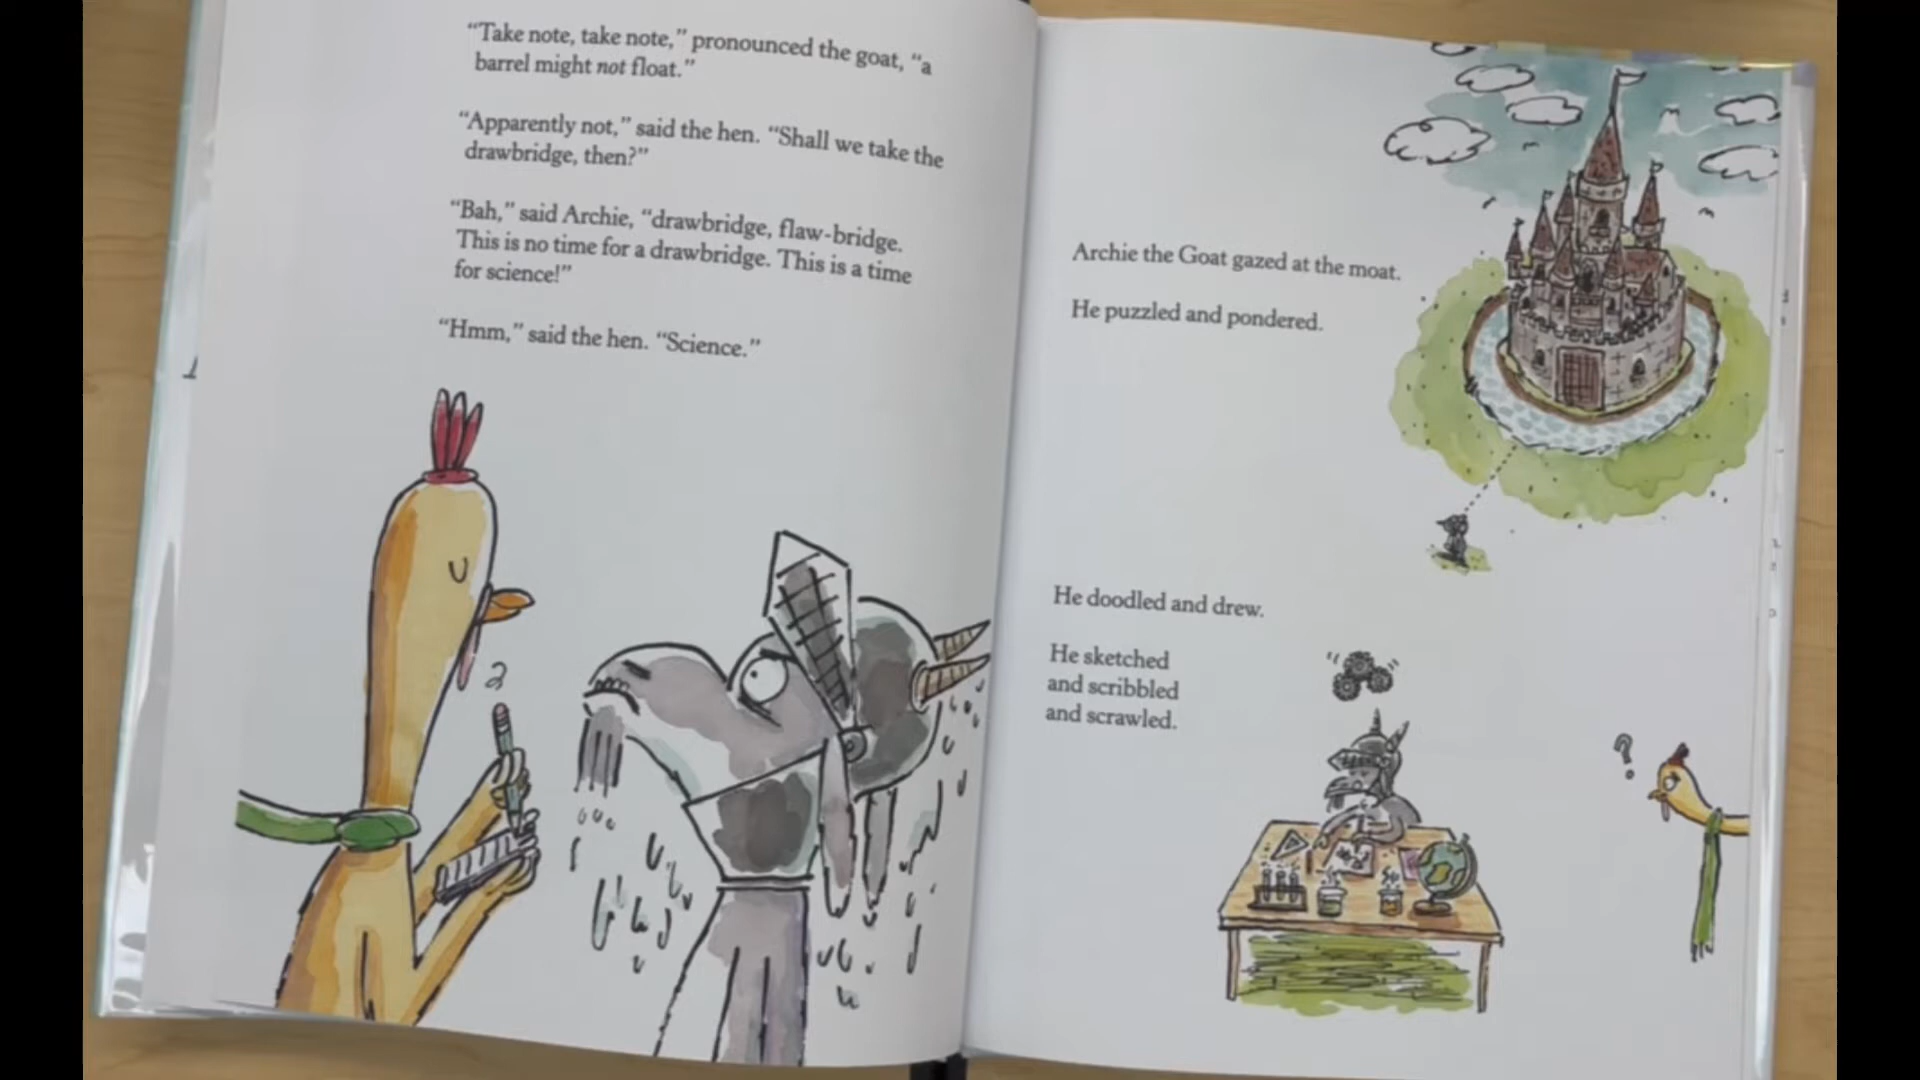 “Take note, take note,” pronounced the goat, “a
barrel might not float.”
“Apparently not,” said the hen. “Shall we take the
drawbridge, then?”
“Bah,” said Archie, “drawbridge, flaw-bridge.
This is no time for a drawbridge. This is a time
for science!”
“Hmm,” said the hen. “Science.”
Archie the Goat gazed at the moat.
He puzzled and pondered.
He doodled and drew.
He sketched
and scribbled
and scrawled.
?